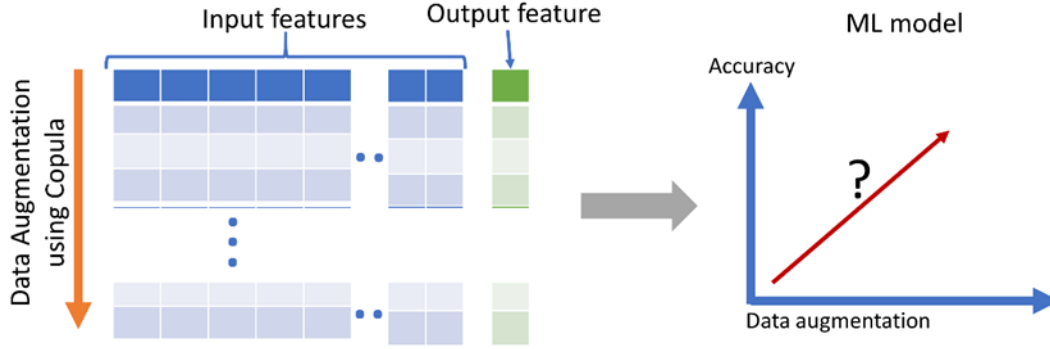 Input features
Output feature
Data Augmentation
using Copula
ML model
Accuracy
?
Data augmentation